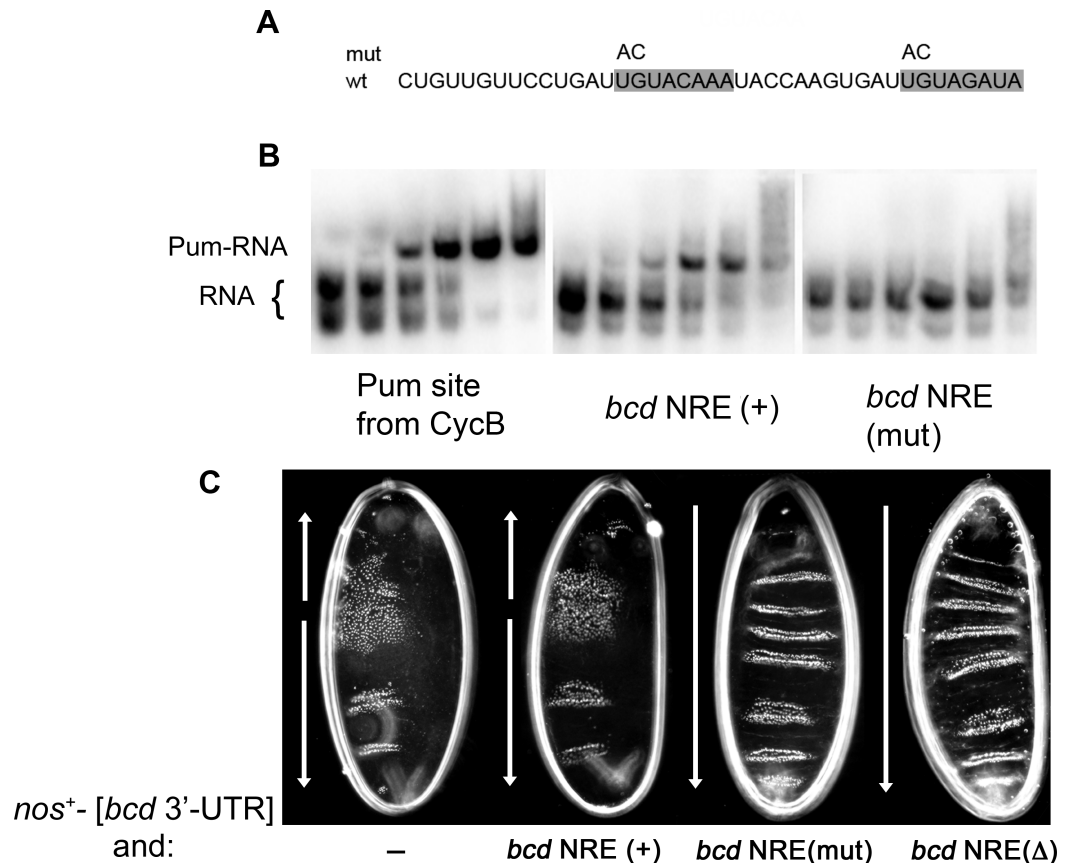 A
mut AC AC
wt CUGUUGUUCCUGAUUGUACAAAUACCAAGUGAUUGUAGAUA
B
Pum-RNA
RNA {
Pum site
from CycB
bcd NRE (+)
bcd NRE
(mut)
C
nos+- [bcd 3'-UTR]
and:
– bcd NRE (+) bcd NRE(mut) bcd NRE(Δ)